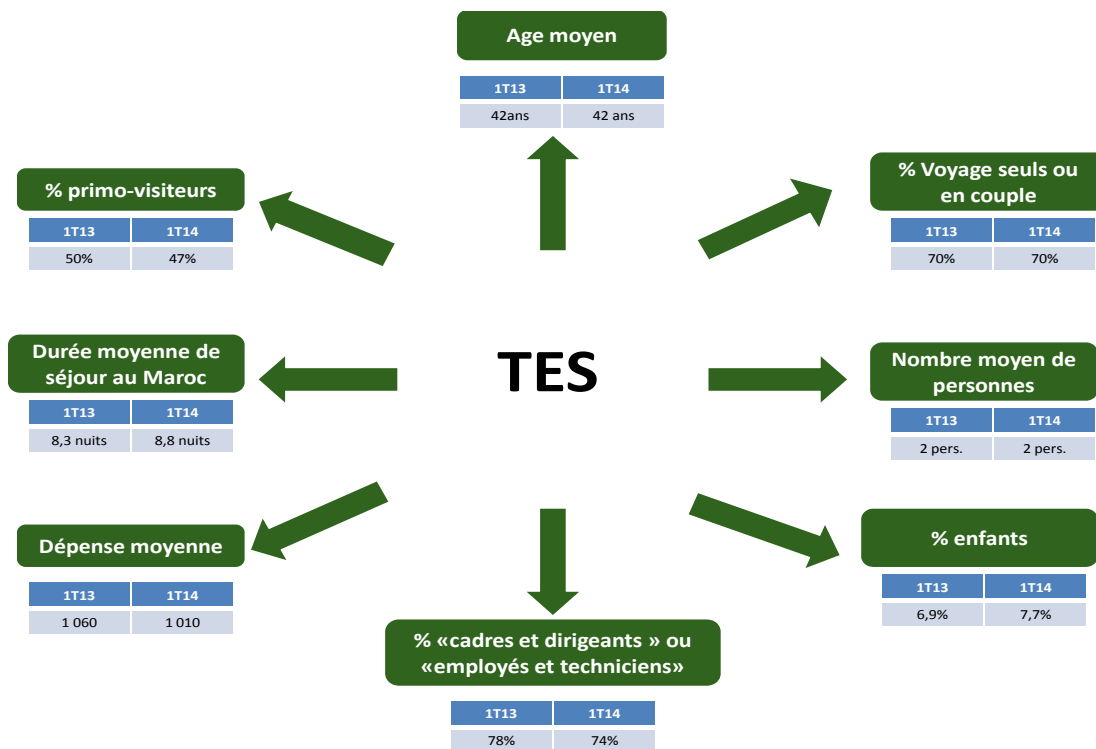 Age moyen
1T13 1T14
42ans 42 ans
% primo-visiteurs
1T13 1T14
50% 47%
% Voyage seuls ou
en couple
1T13 1T14
70% 70%
Durée moyenne de
séjour au Maroc
1T13 1T14
8,3 nuits 8,8 nuits
TES
Nombre moyen de
personnes
1T13 1T14
2 pers. 2 pers.
Dépense moyenne
1T13 1T14
1 060 1 010
% enfants
1T13 1T14
6,9% 7,7%
% «cadres et dirigeants » ou
«employés et techniciens»
1T13 1T14
78% 74%